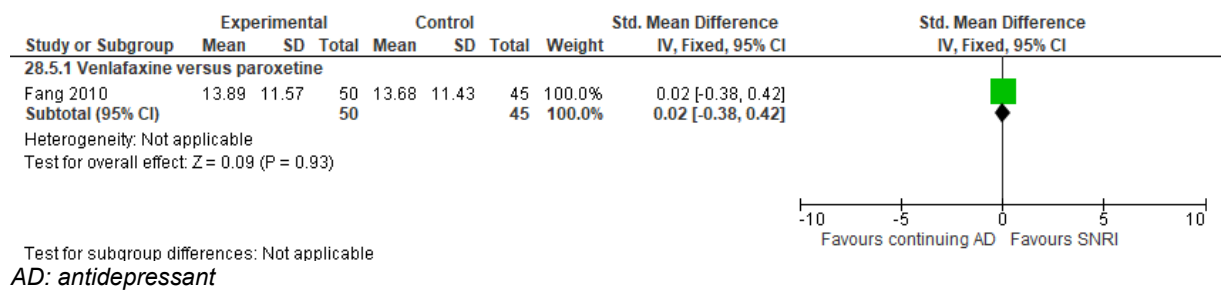 Experimental Control Std. Mean Difference Std. Mean Difference
Study or Subgroup Mean SD Total Mean SD Total Weight IV, Fixed, 95% CI IV, Fixed, 95% CI
28.5.1 Venlafaxine versus paroxetine
Fang 2010 13.89 11.57 50 13.68 11.43 45 100.0% 0.02 [-0.38, 0.42]
Subtotal (95% CI) 50 45 100.0% 0.02 [-0.38, 0.42]
Heterogeneity: Not applicable
Test for overall effect: Z = 0.09 (P = 0.93)
-10 -5 0 5 10
Favours continuing AD Favours SNRI
Test for subgroup differences: Not applicable
AD: antidepressant